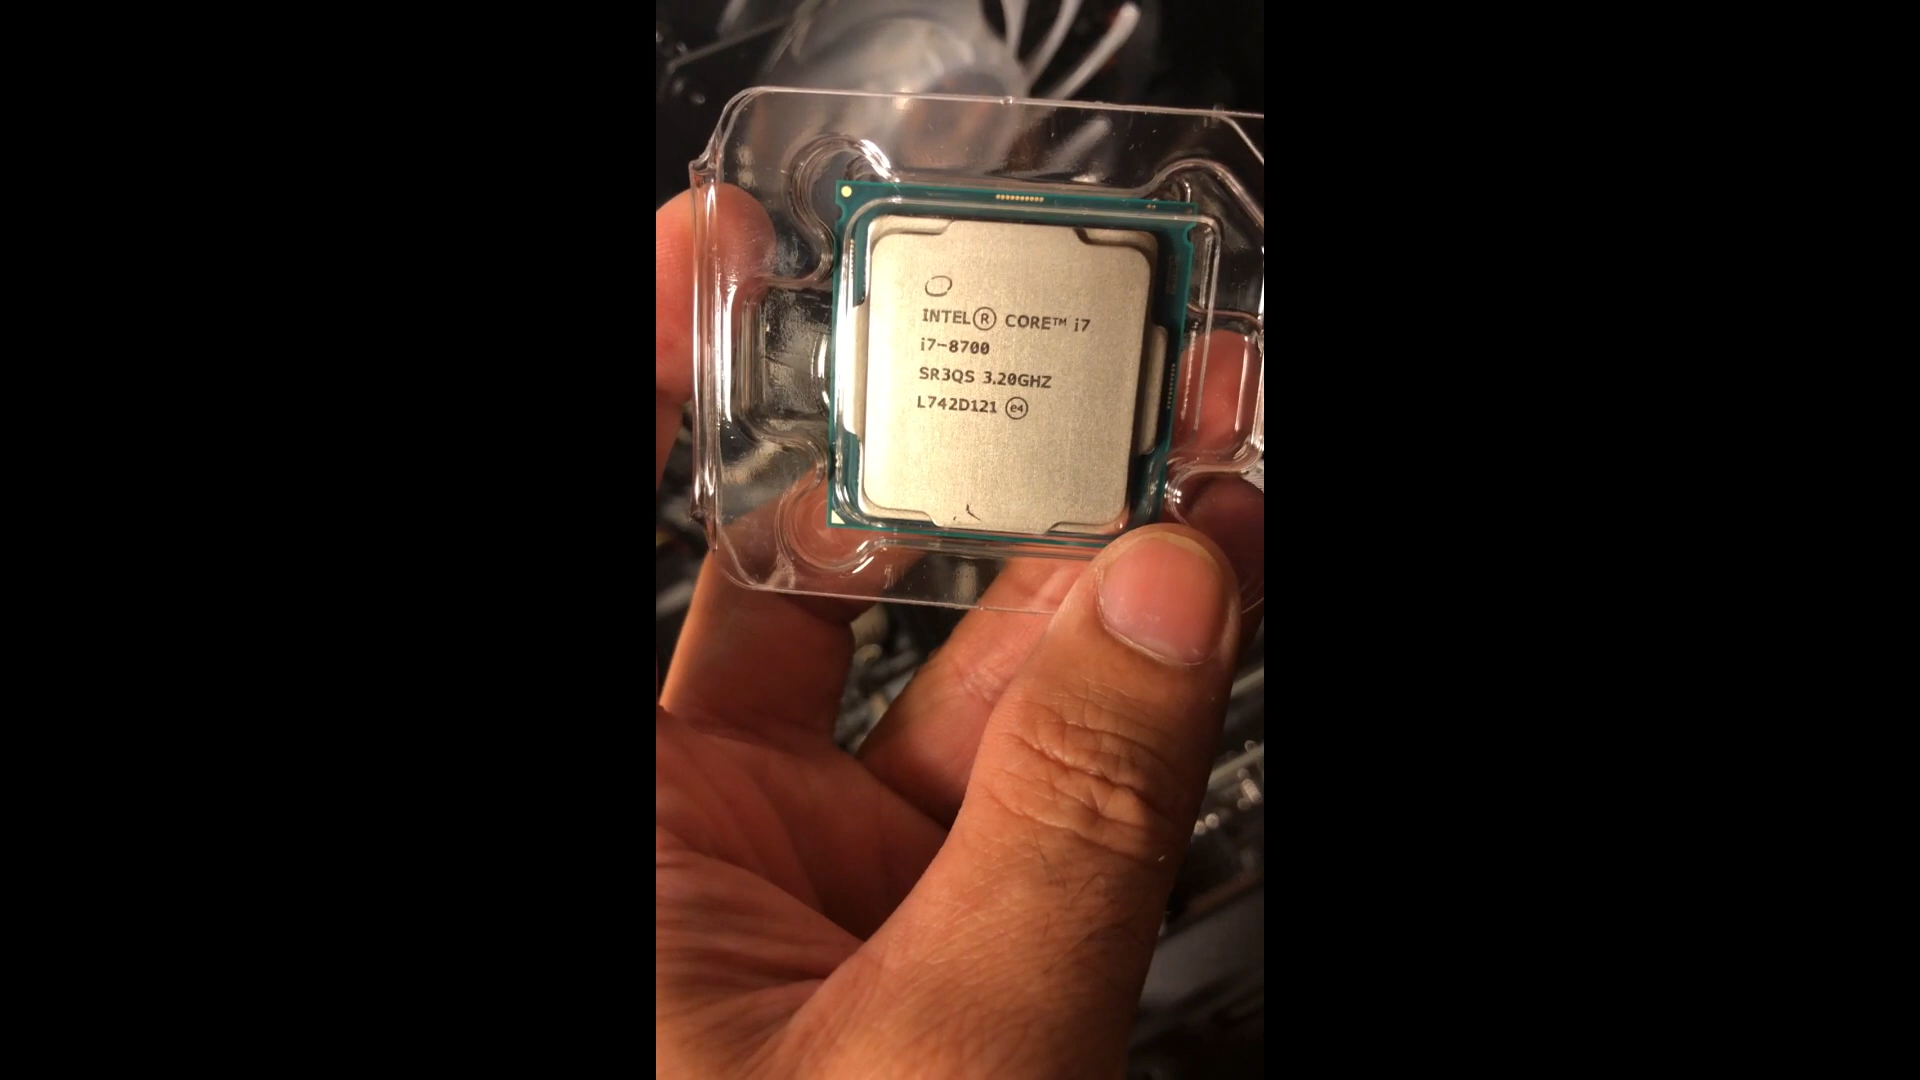 INTEL® CORE™ i7
i7-8700
SR3QS 3.20GHZ
L742D121 e4